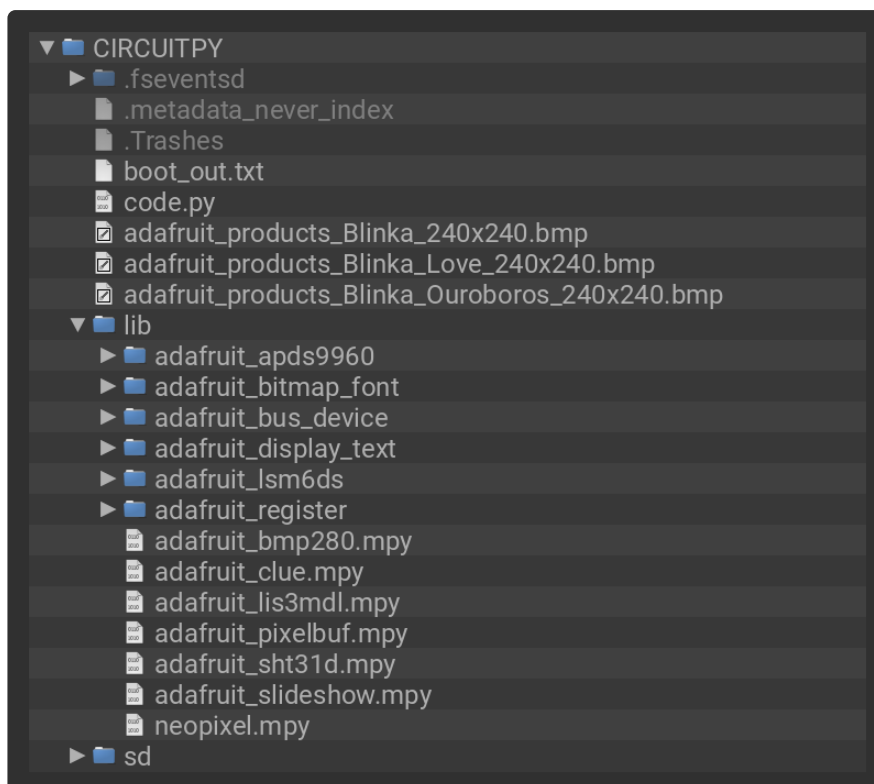 CIRCUITPY
.fseventsd
.metadata_never_index
.Trashes
boot_out.txt
code.py
adafruit_products_Blinka_240x240.bmp
adafruit_products_Blinka_Love_240x240.bmp
adafruit_products_Blinka_Ouroboros_240x240.bmp
lib
adafruit_apds9960
adafruit_bitmap_font
adafruit_bus_device
adafruit_display_text
adafruit_lsm6ds
adafruit_register
adafruit_bmp280.mpy
adafruit_clue.mpy
adafruit_lis3mdl.mpy
adafruit_pixelbuf.mpy
adafruit_sht31d.mpy
adafruit_slideshow.mpy
neopixel.mpy
sd